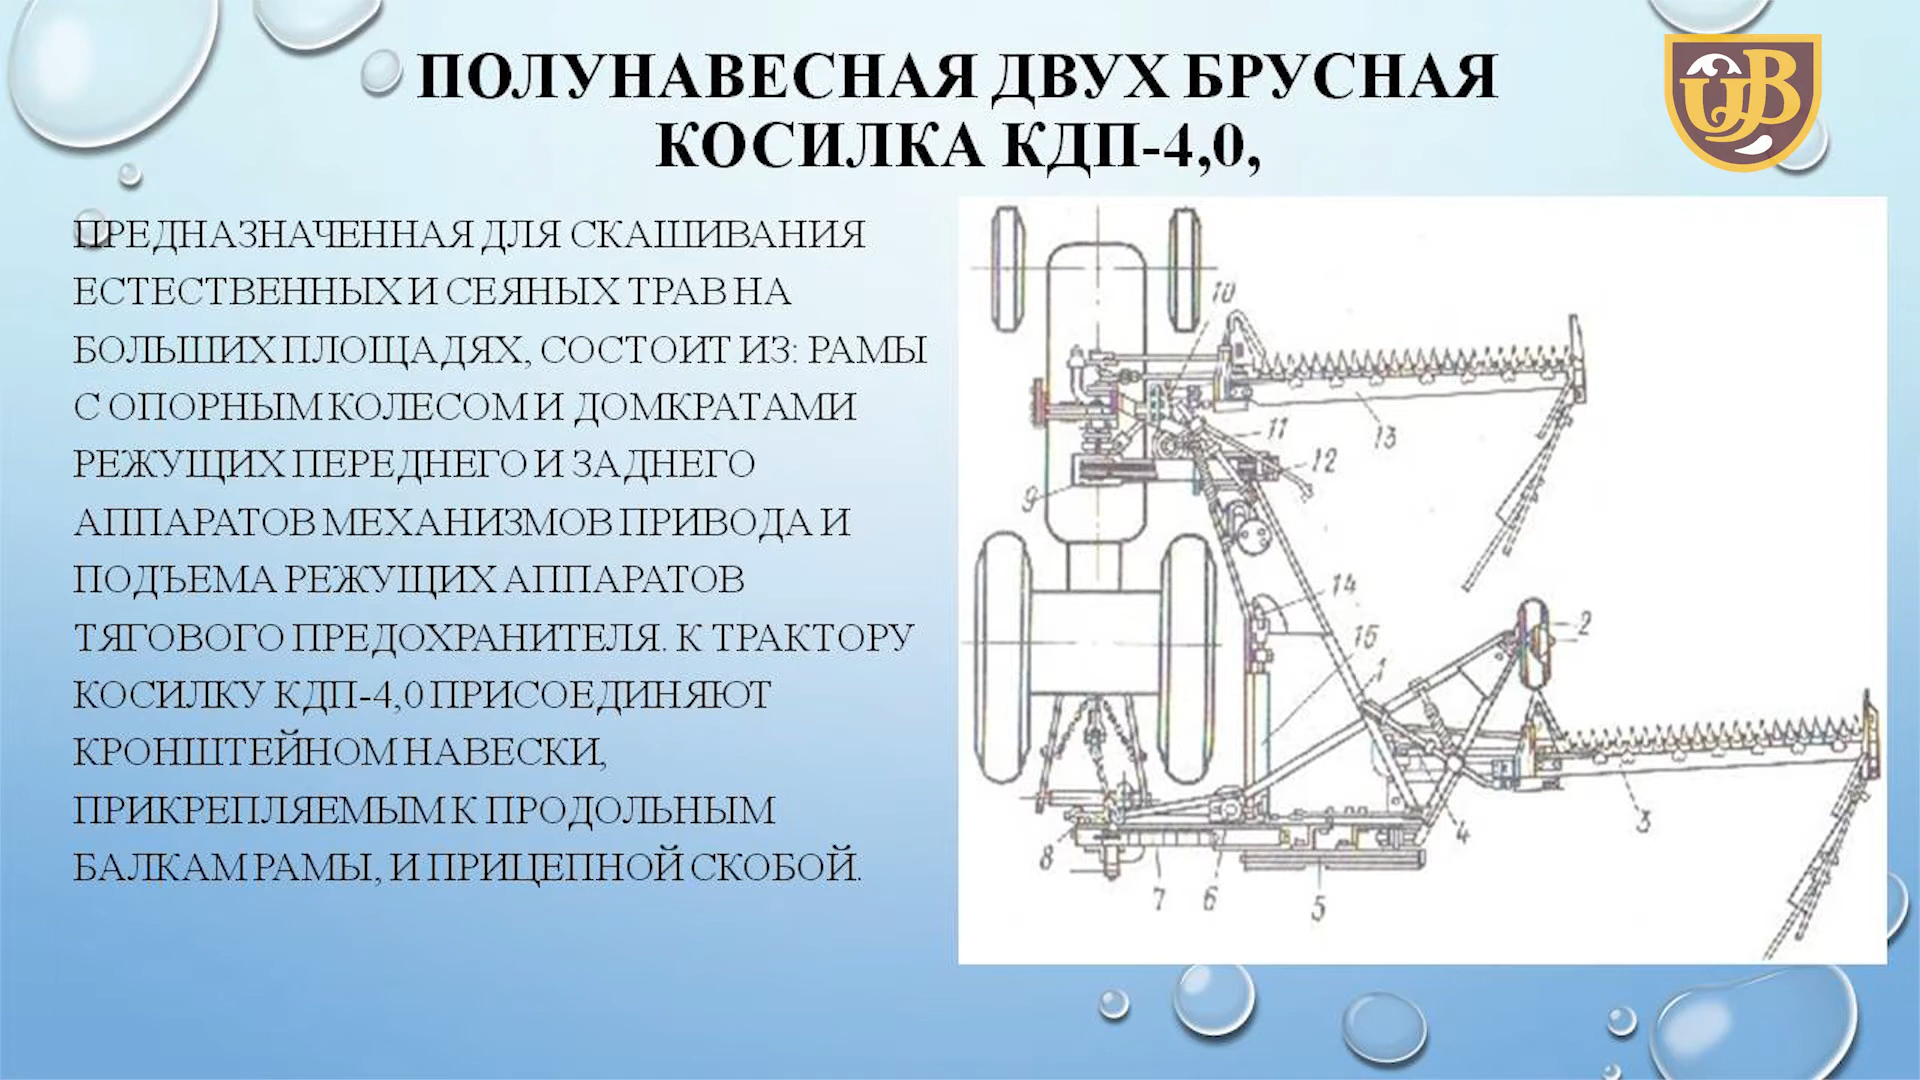 ПОЛУНАВЕСНАЯ ДВУХ БРУСНАЯ
КОСИЛКА КДП-4,0,
ПРЕДНАЗНАЧЕННАЯ ДЛЯ СКАШИВАНИЯ
ЕСТЕСТВЕННЫХ И СЕЯНЫХ ТРАВ НА
БОЛЬШИХ ПЛОЩАДЯХ, СОСТОИТ ИЗ: РАМЫ
С ОПОРНЫМ КОЛЕСОМ И ДОМКРАТАМИ
РЕЖУЩИХ ПЕРЕДНЕГО И ЗАДНЕГО
АППАРАТОВ МЕХАНИЗМОВ ПРИВОДА И
ПОДЪЕМА РЕЖУЩИХ АППАРАТОВ
ТЯГОВОГО ПРЕДОХРАНИТЕЛЯ. К ТРАКТОРУ
КОСИЛКУ КДП-4,0 ПРИСОЕДИНЯЮТ
КРОНШТЕЙНОМ НАВЕСКИ,
ПРИКРЕПЛЯЕМЫМ К ПРОДОЛЬНЫМ
БАЛКАМ РАМЫ, И ПРИЦЕПНОЙ СКОБОЙ.
10
11
13
12
9
14
15
2
1
3
4
8
7
6
5